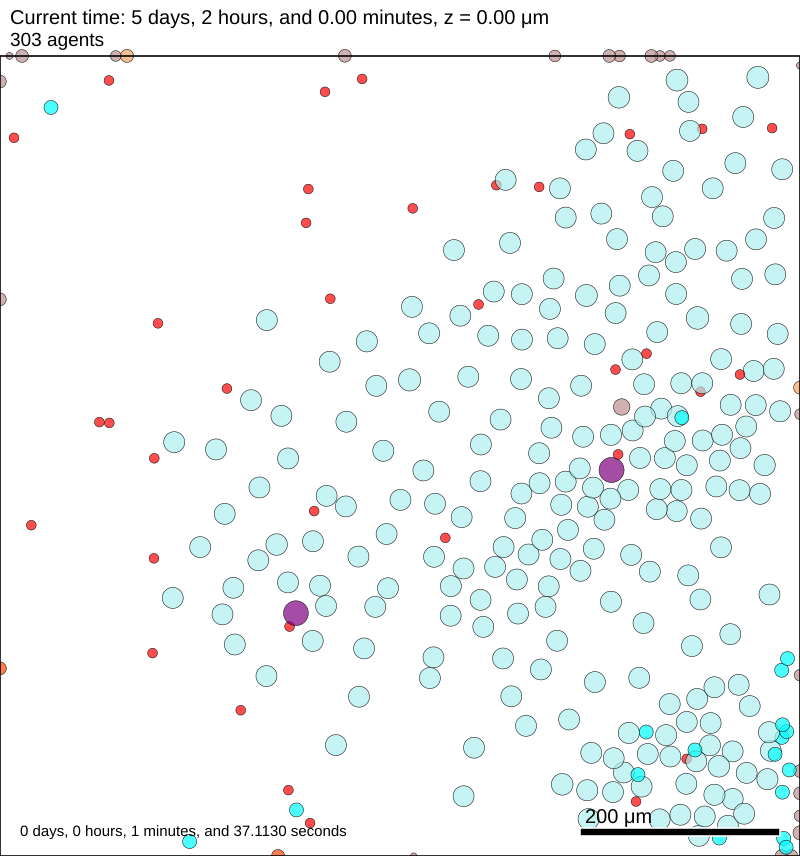 Current time: 5 days, 2 hours, and 0.00 minutes, z = 0.00 μm
303 agents
200 μm
0 days, 0 hours, 1 minutes, and 37.1130 seconds